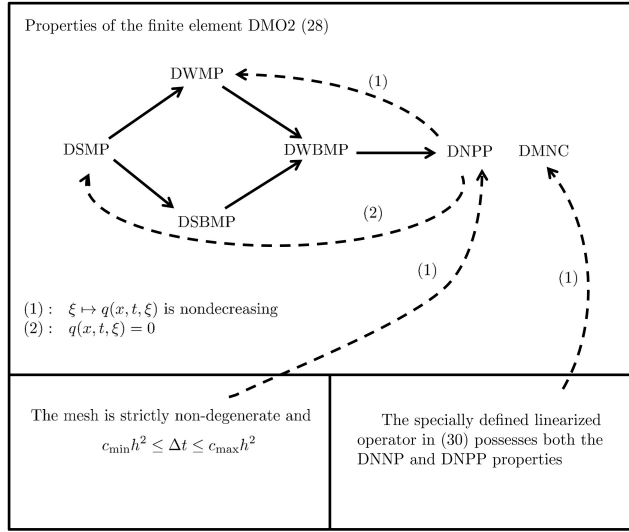 Properties of the finite element DMO2 (28)
DWMP
(1)
DSMP
DWBMP
DNPP
DMNC
DSBMP
(2)
(1)
(1)
(1) : ξ ↦ q(x, t, ξ) is nondecreasing
(2) : q(x, t, ξ) = 0
The mesh is strictly non-degenerate and
c_min h² ≤ Δt ≤ c_max h²
The specially defined linearized
operator in (30) possesses both the
DNNP and DNPP properties